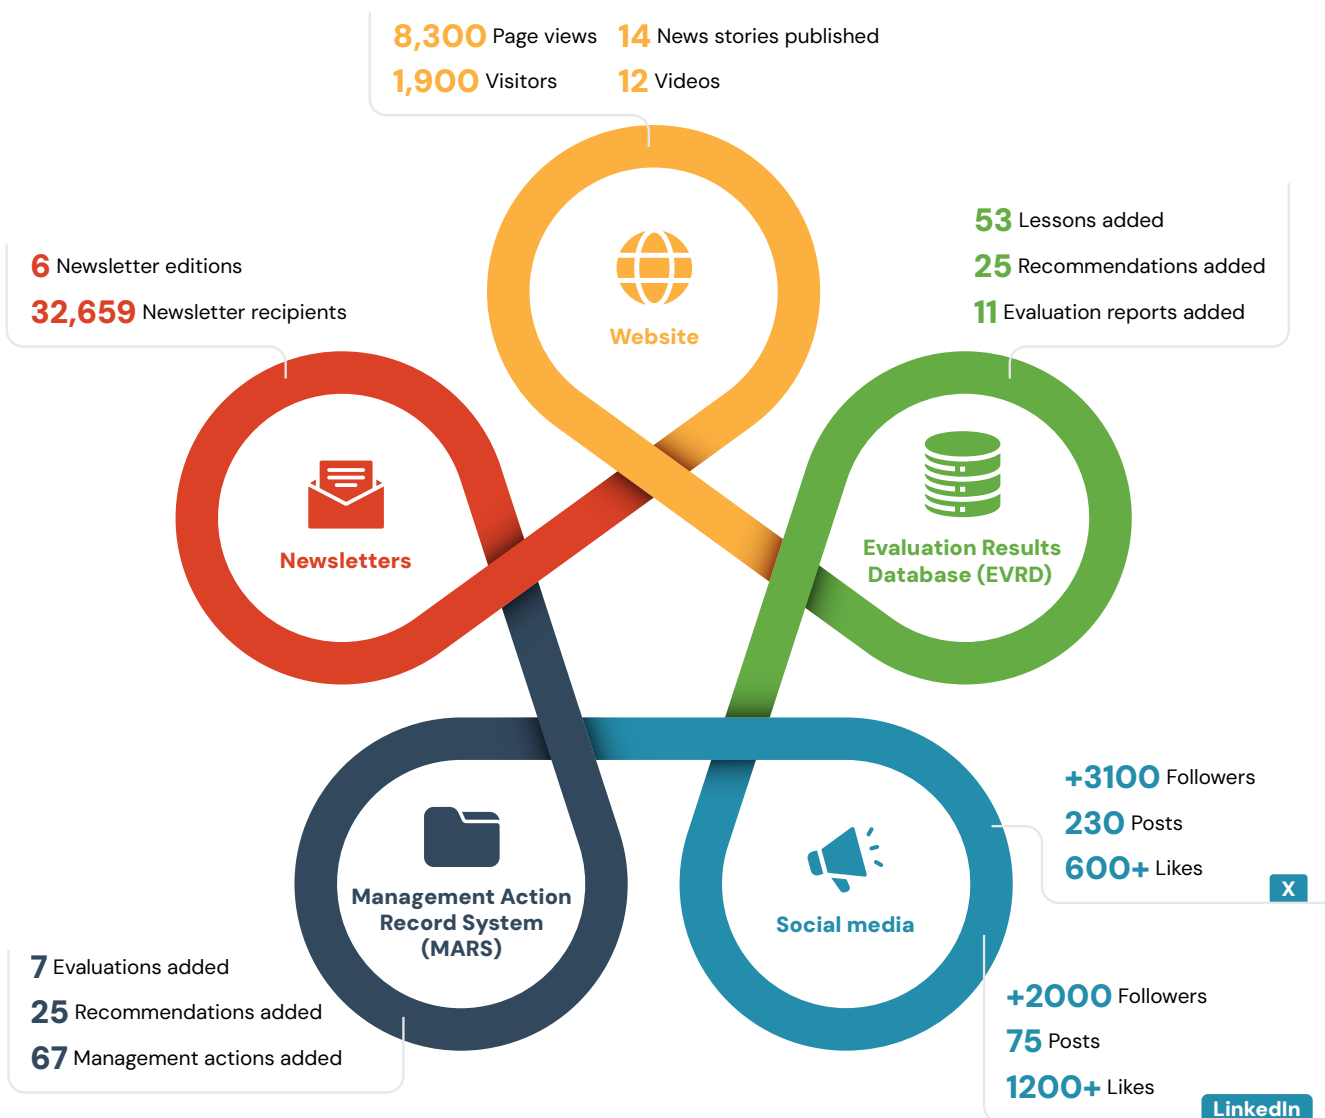 8,300 Page views
14 News stories published
1,900 Visitors
12 Videos
Website
6 Newsletter editions
32,659 Newsletter recipients
Newsletters
53 Lessons added
25 Recommendations added
11 Evaluation reports added
Evaluation Results
Database (EVRD)
Management Action
Record System
(MARS)
7 Evaluations added
25 Recommendations added
67 Management actions added
Social media
+3100 Followers
230 Posts
600+ Likes
X
+2000 Followers
75 Posts
1200+ Likes
LinkedIn